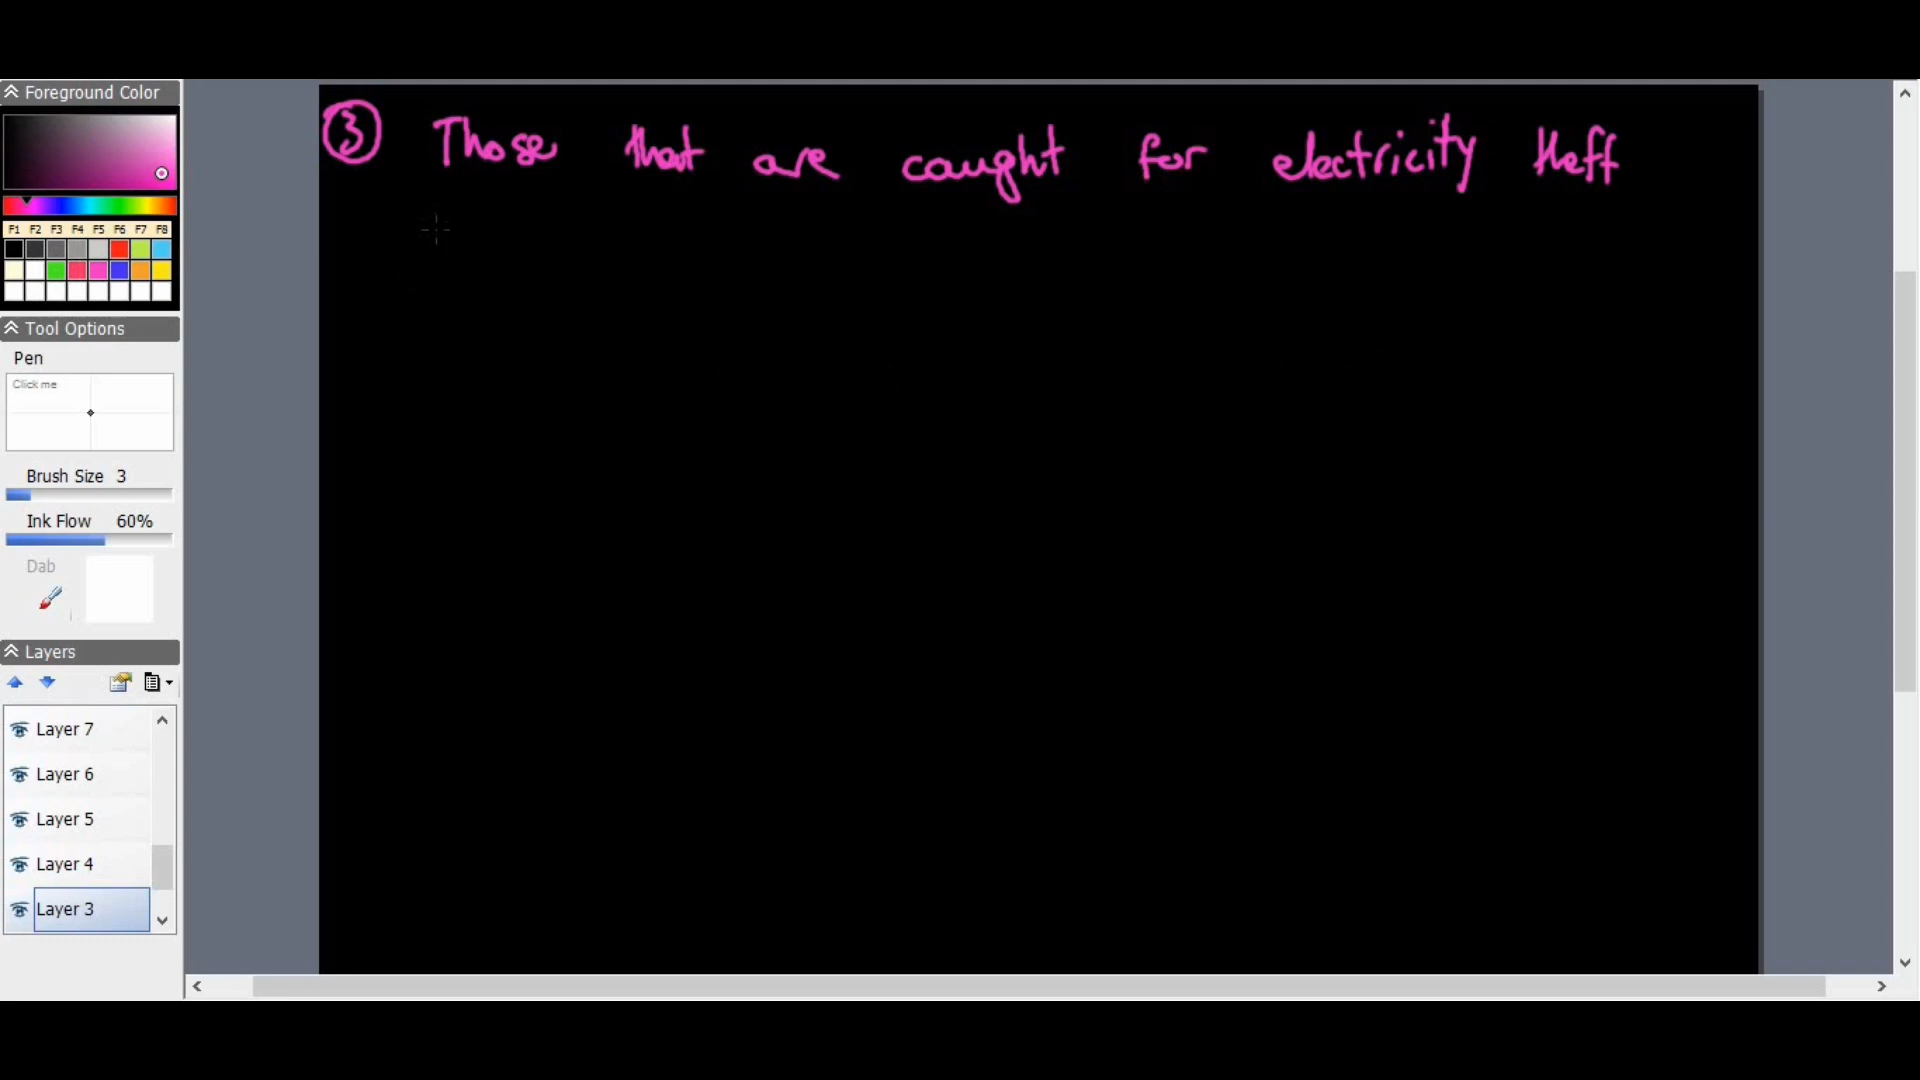 Foreground Color
F1 F2 F3 F4 F5 F6 F7 F8
Tool Options
Pen
Click me
Brush Size 3
Ink Flow 60%
Dab
Layers
Layer 7
Layer 6
Layer 5
Layer 4
Layer 3
③ Those that are caught for electricity theft